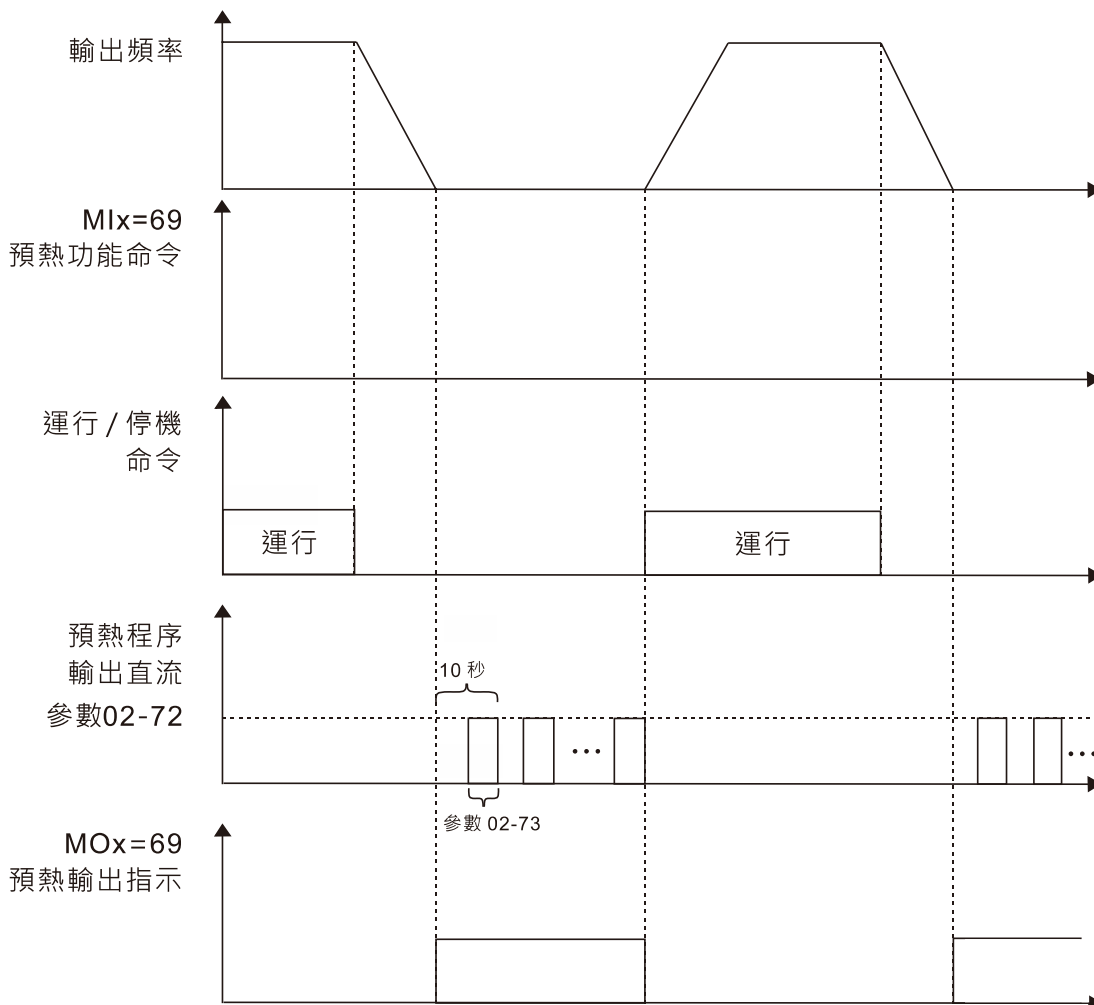 輸出頻率
MIx=69
預熱功能命令
運行 / 停機
命令
運行
運行
預熱程序
輸出直流
參數02-72
10 秒
...
...
參數 02-73
MOx=69
預熱輸出指示